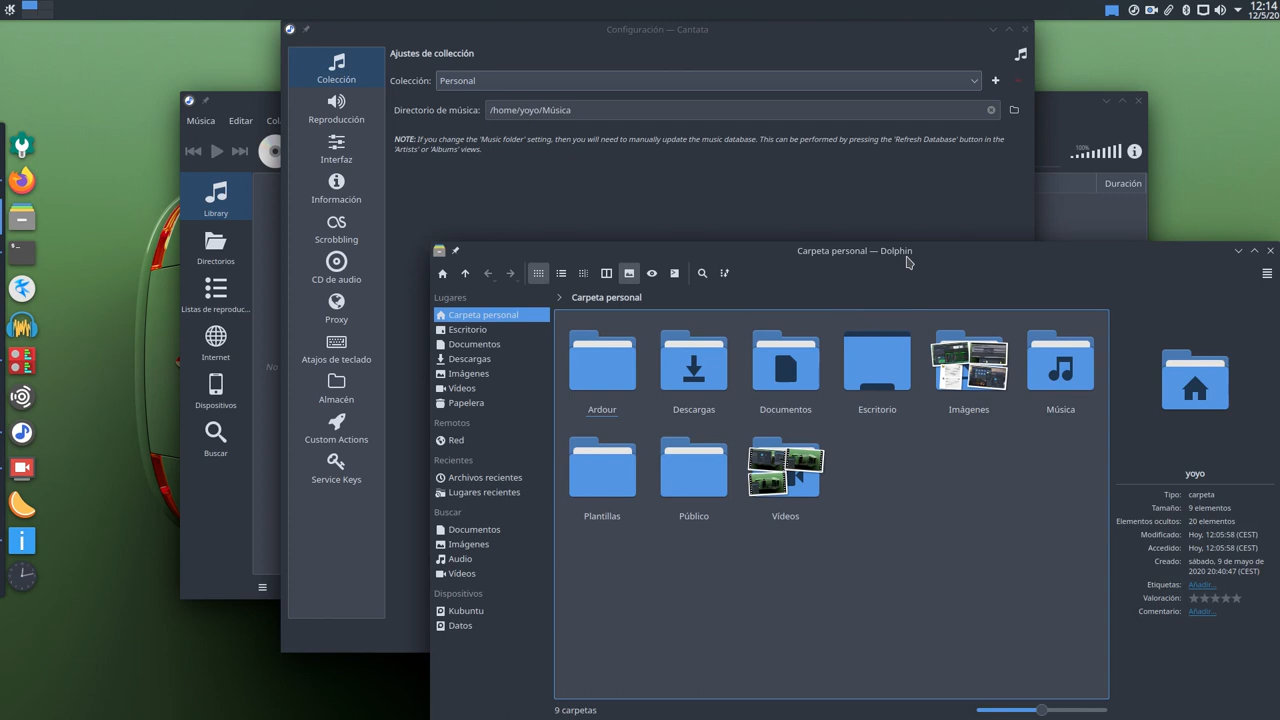 12:14
12/5/20
Configuración — Cantata
Ajustes de colección
Colección:
Personal
Directorio de música:
/home/yoyo/Música
NOTE: If you change the 'Music folder' setting, then you will need to manually update the music database. This can be performed by pressing the 'Refresh Database' button in the
'Artists' or 'Albums' views.
Colección
Reproducción
Interfaz
Información
Scrobbling
CD de audio
Proxy
Atajos de teclado
Almacén
Custom Actions
Service Keys
Música
Editar
Col
100%
Duración
Library
Directorios
Listas de reproduc...
Internet
Dispositivos
Buscar
No
Carpeta personal — Dolphin
Lugares
Carpeta personal
Escritorio
Documentos
Descargas
Imágenes
Vídeos
Papelera
Remotos
Red
Recientes
Archivos recientes
Lugares recientes
Buscar
Documentos
Imágenes
Audio
Vídeos
Dispositivos
Kubuntu
Datos
Carpeta personal
Ardour
Descargas
Documentos
Escritorio
Imágenes
Música
Plantillas
Público
Vídeos
9 carpetas
yoyo
Tipo: carpeta
Tamaño: 9 elementos
Elementos ocultos: 20 elementos
Modificado: Hoy, 12:05:58 (CEST)
Accedido: Hoy, 12:05:58 (CEST)
Creado: sábado, 9 de mayo de
2020 20:40:47 (CEST)
Etiquetas: Añadir...
Valoración:
Comentario: Añadir...